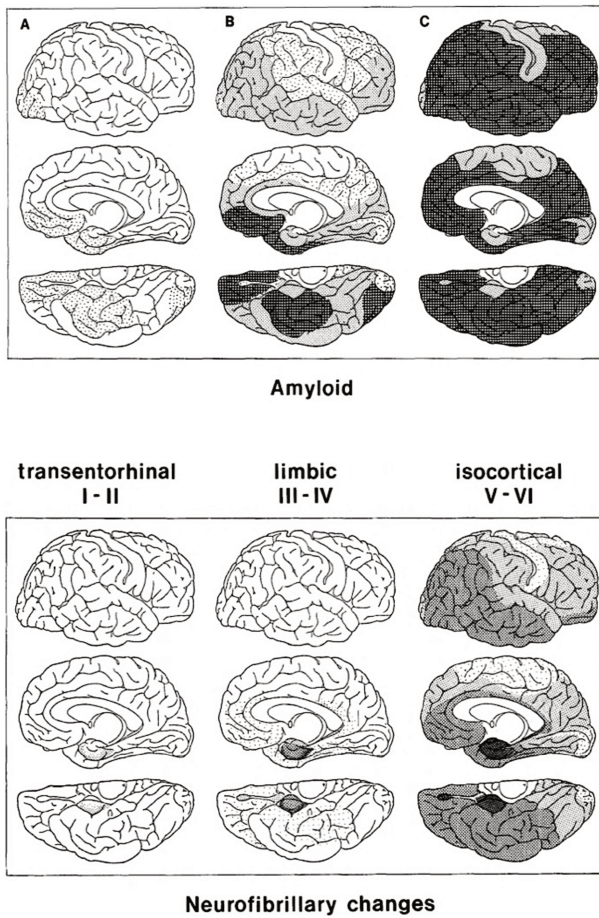 A B C
Amyloid
transentorhinal limbic isocortical
I - II III - IV V - VI
Neurofibrillary changes